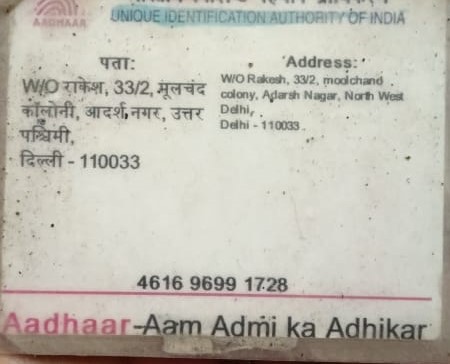 AADHAAR
UNIQUE IDENTIFICATION AUTHORITY OF INDIA
पता:
W/O राकेश, 33/2, मूलचंद
कॉलोनी, आदर्श नगर, उत्तर
पश्चिमी,
दिल्ली - 110033
Address:
W/O Rakesh, 33/2, moolchand
colony, Adarsh Nagar, North West
Delhi,
Delhi - 110033
4616 9699 1728
Aadhaar-Aam Admi ka Adhikar